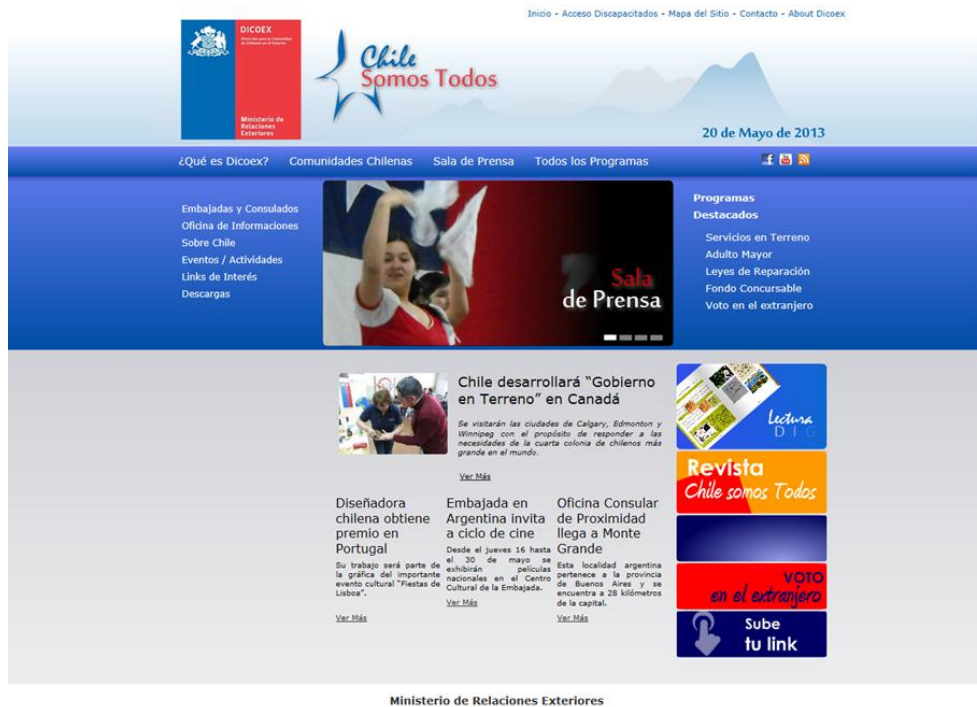 Inicio - Acceso Discapacitados - Mapa del Sitio - Contacto - About Dicoex
DICOEX
Dirección para la Comunidad
de Chilenos en el Exterior
Ministerio de
Relaciones
Exteriores
Chile
Somos Todos
20 de Mayo de 2013
¿Qué es Dicoex?
Comunidades Chilenas
Sala de Prensa
Todos los Programas
Embajadas y Consulados
Oficina de Informaciones
Sobre Chile
Eventos / Actividades
Links de Interés
Descargas
Sala
de Prensa
Programas
Destacados
Servicios en Terreno
Adulto Mayor
Leyes de Reparación
Fondo Concursable
Voto en el extranjero
Chile desarrollará “Gobierno
en Terreno” en Canadá
Se visitarán las ciudades de Calgary, Edmonton y
Winnipeg con el propósito de responder a las
necesidades de la cuarta colonia de chilenos más
grande en el mundo.
Ver Más
Diseñadora
chilena obtiene
premio en
Portugal
Su trabajo será parte de
la gráfica del importante
evento cultural “Fiestas de
Lisboa”.
Ver Más
Embajada en
Argentina invita
a ciclo de cine
Desde el jueves 16 hasta
el 30 de mayo se
exhibirán películas
nacionales en el Centro
Cultural de la Embajada.
Ver Más
Oficina Consular
de Proximidad
llega a Monte
Grande
Esta localidad argentina
pertenece a la provincia
de Buenos Aires y se
encuentra a 28 kilómetros
de la capital.
Ver Más
Lectura
DIG
Revista
Chile somos Todos
VOTO
en el extranjero
Sube
tu link
Ministerio de Relaciones Exteriores